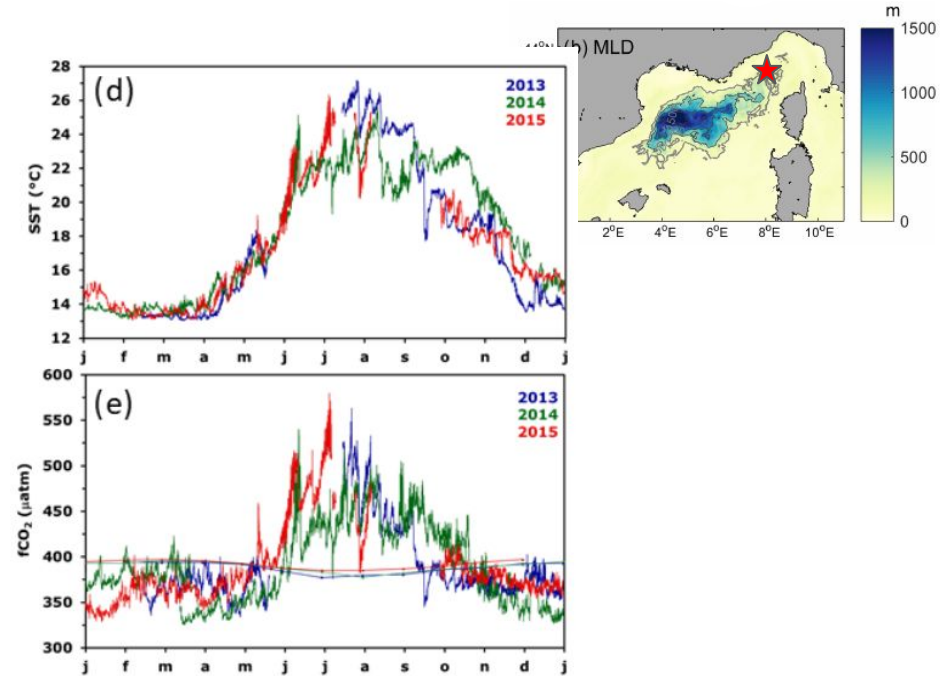 m
1500
1000
500
0
(b) MLD
2°E 4°E 6°E 8°E 10°E
(d)
2013
2014
2015
SST (°C)
28
26
24
22
20
18
16
14
12
j f m a m j j a s o n d j
(e)
2013
2014
2015
fCO₂ (µatm)
600
550
500
450
400
350
300
j f m a m j j a s o n d j